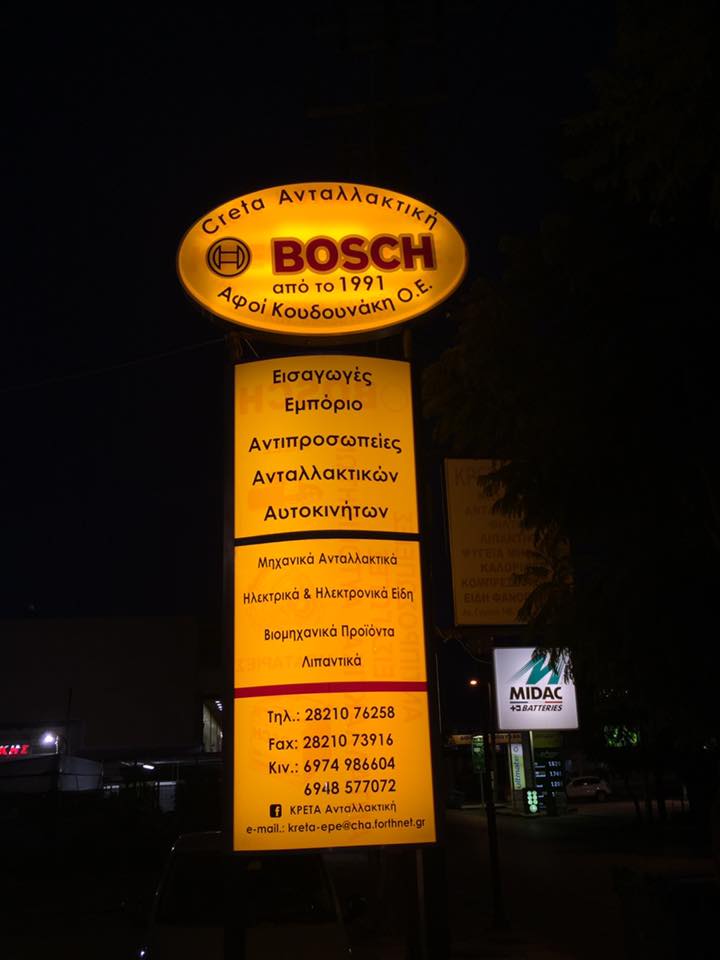 Creta Ανταλλακτική
BOSCH
από το 1991
Αφοί Κουδουνάκη Ο.Ε.
Εισαγωγές
Εμπόριο
Αντιπροσωπείες
Ανταλλακτικών
Αυτοκινήτων
Μηχανικά Ανταλλακτικά
Ηλεκτρικά & Ηλεκτρονικά Είδη
Βιομηχανικά Προϊόντα
Λιπαντικά
Τηλ.: 28210 76258
Fax: 28210 73916
Κιν.: 6974 986604
6948 577072
ΚΡΕΤΑ Ανταλλακτική
e-mail.: kreta-epe@cha.forthnet.gr
MIDAC
BATTERIES